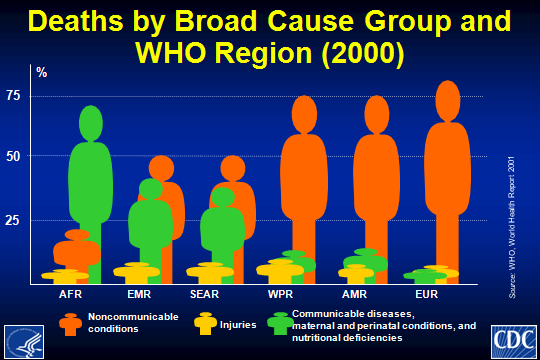 Deaths by Broad Cause Group and
WHO Region (2000)
%
75
50
25
AFR EMR SEAR WPR AMR EUR
Source: WHO, World Health Report 2001
Noncommunicable
conditions
Injuries
Communicable diseases,
maternal and perinatal conditions, and
nutritional deficiencies
CDC